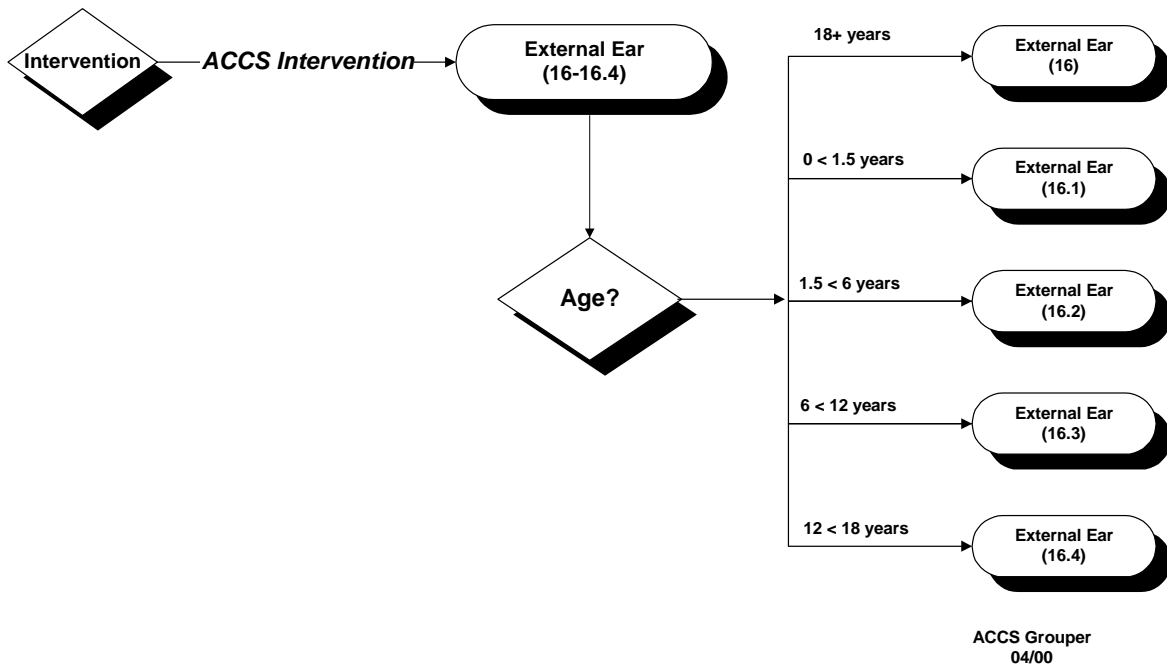 Intervention
ACCS Intervention
External Ear
(16-16.4)
Age?
18+ years
External Ear
(16)
0 < 1.5 years
External Ear
(16.1)
1.5 < 6 years
External Ear
(16.2)
6 < 12 years
External Ear
(16.3)
12 < 18 years
External Ear
(16.4)
ACCS Grouper
04/00